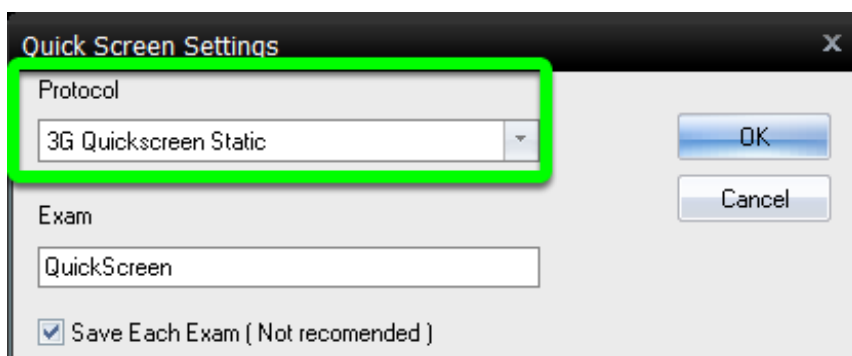 Quick Screen Settings
Protocol
3G Quickscreen Static
OK
Cancel
Exam
QuickScreen
Save Each Exam ( Not recomended )